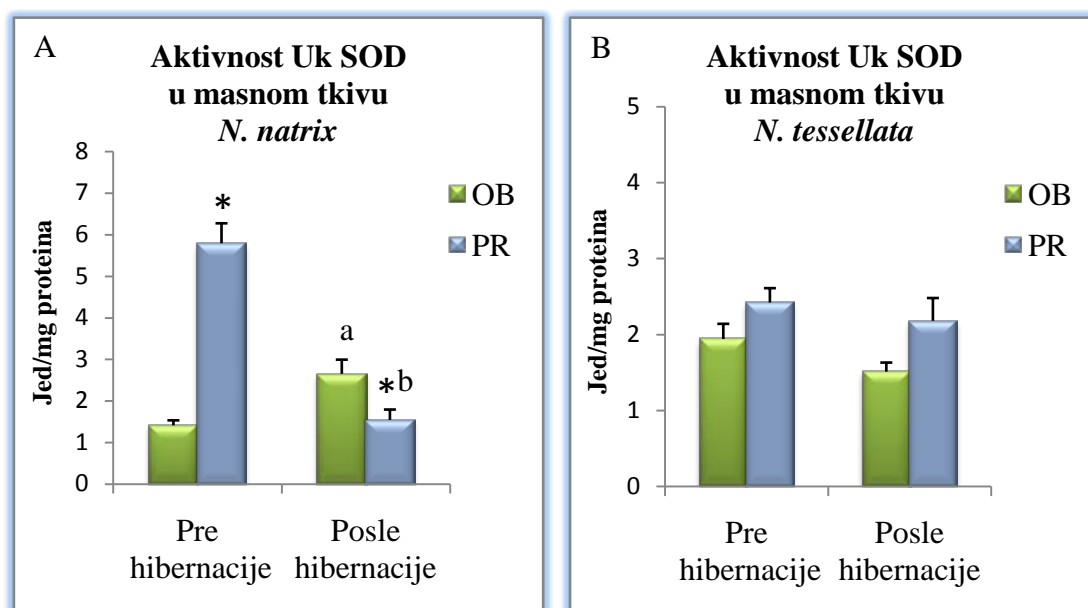 A
Aktivnost Uk SOD
u masnom tkivu
N. natrix
Jed/mg proteina
8
7
6
5
4
3
2
1
0
*
a
*b
OB
PR
Pre
hibernacije
Posle
hibernacije
B
Aktivnost Uk SOD
u masnom tkivu
N. tessellata
Jed/mg proteina
5
4
3
2
1
0
OB
PR
Pre
hibernacije
Posle
hibernacije